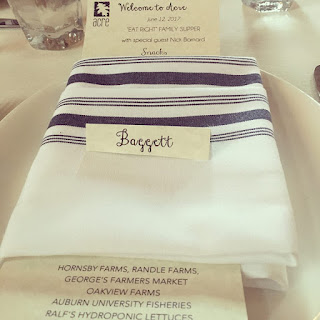 Welcome to Acre
acre
June 12, 2017
"EAT RIGHT" FAMILY SUPPER
with special guest Nick Barnard
Snacks
Baggett
HORNSBY FARMS, RANDLE FARMS,
GEORGE'S FARMERS MARKET
OAKVIEW FARMS
AUBURN UNIVERSITY FISHERIES
RALF'S HYDROPONIC LETTUCES